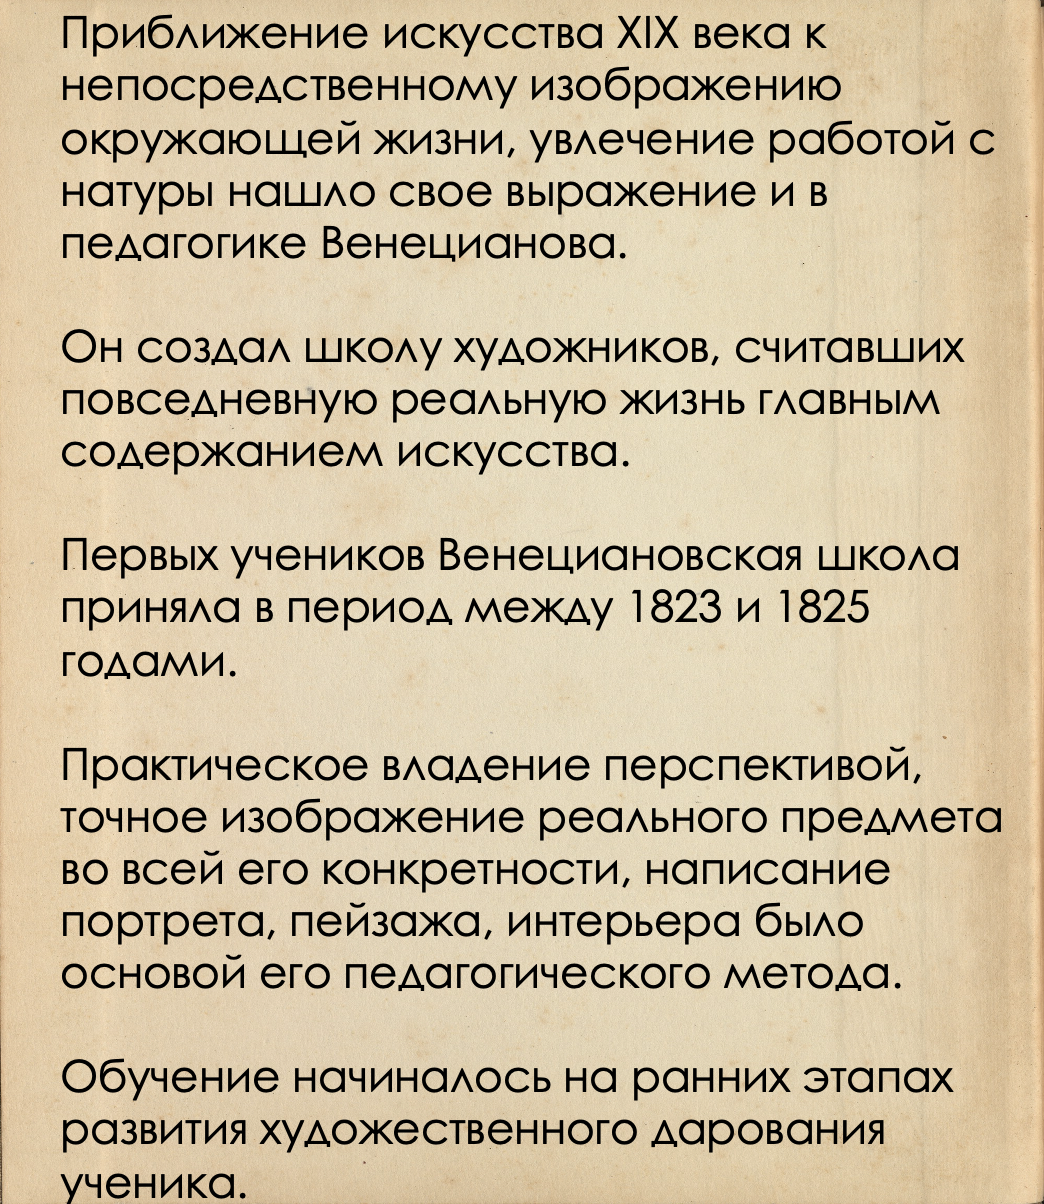 Приближение искусства XIX века к
непосредственному изображению
окружающей жизни, увлечение работой с
натуры нашло свое выражение и в
педагогике Венецианова.
Он создал школу художников, считавших
повседневную реальную жизнь главным
содержанием искусства.
Первых учеников Венециановская школа
приняла в период между 1823 и 1825
годами.
Практическое владение перспективой,
точное изображение реального предмета
во всей его конкретности, написание
портрета, пейзажа, интерьера было
основой его педагогического метода.
Обучение начиналось на ранних этапах
развития художественного дарования
ученика.